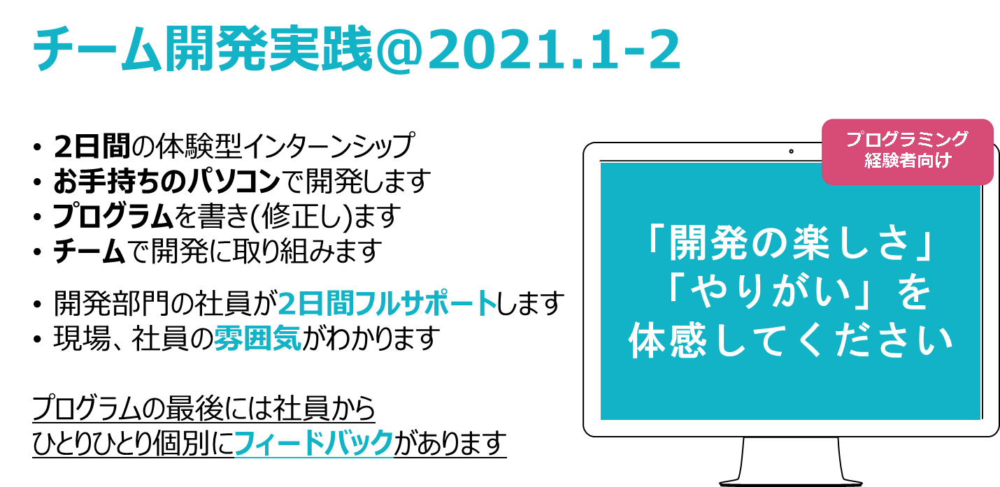 チーム開発実践@2021.1-2
• 2日間の体験型インターンシップ
• お手持ちのパソコンで開発します
• プログラムを書き(修正し)ます
• チームで開発に取り組みます
• 開発部門の社員が2日間フルサポートします
• 現場、社員の雰囲気がわかります
プログラムの最後には社員から
ひとりひとり個別にフィードバックがあります
プログラミング
経験者向け
「開発の楽しさ」
「やりがい」を
体感してください